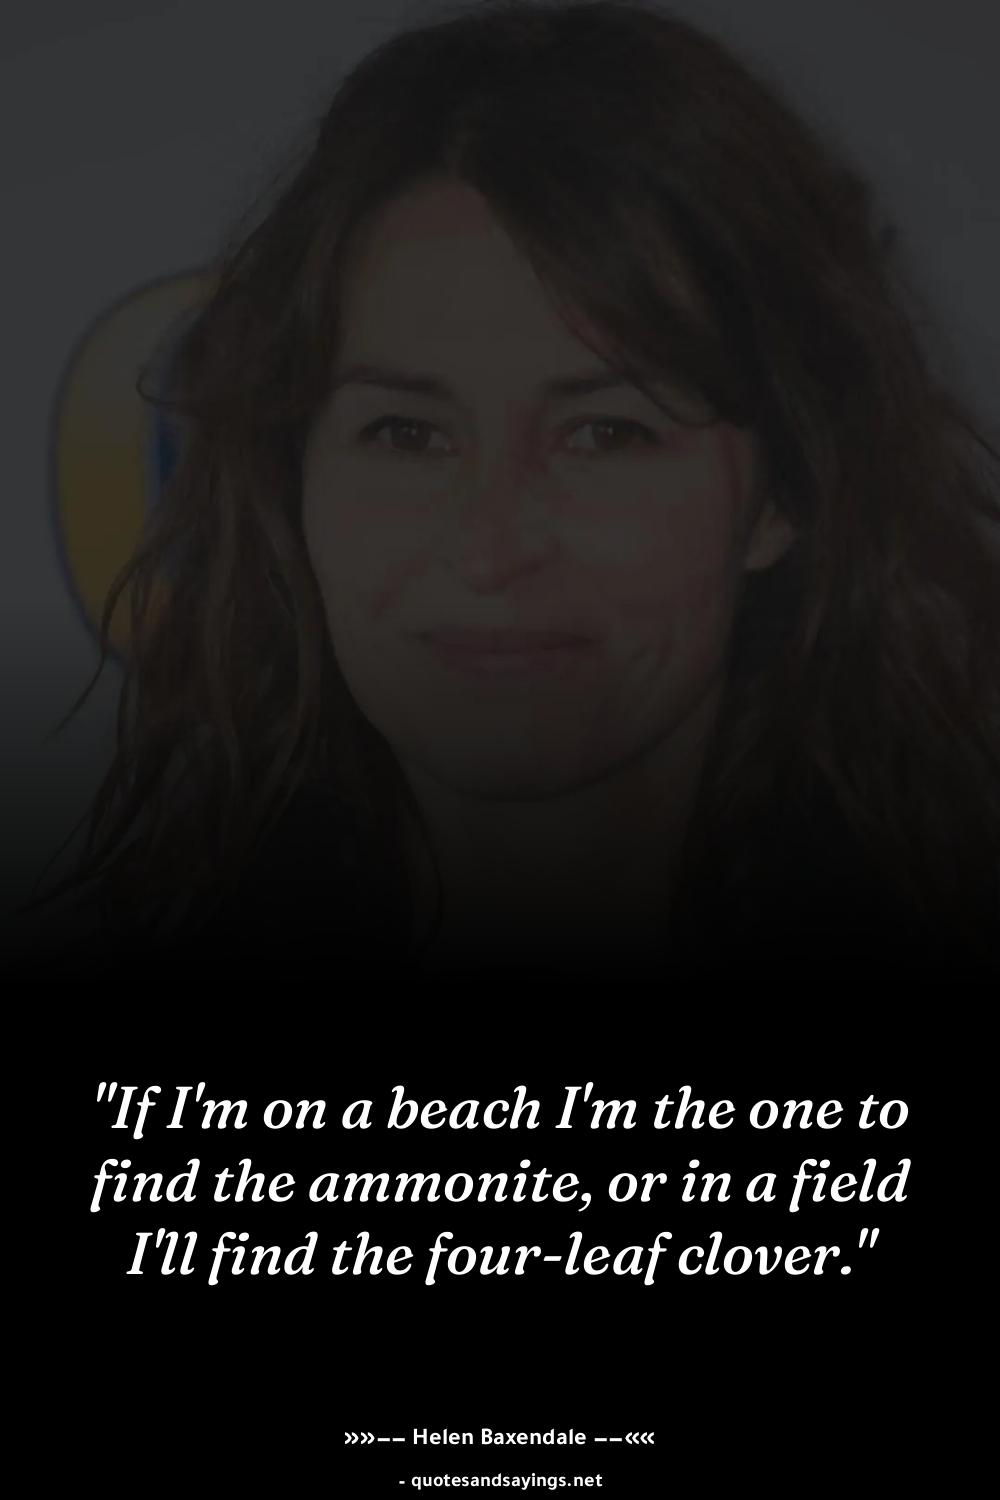 "If I'm on a beach I'm the one to
find the ammonite, or in a field
I'll find the four-leaf clover."
»»−− Helen Baxendale −−««
- quotesandsayings.net